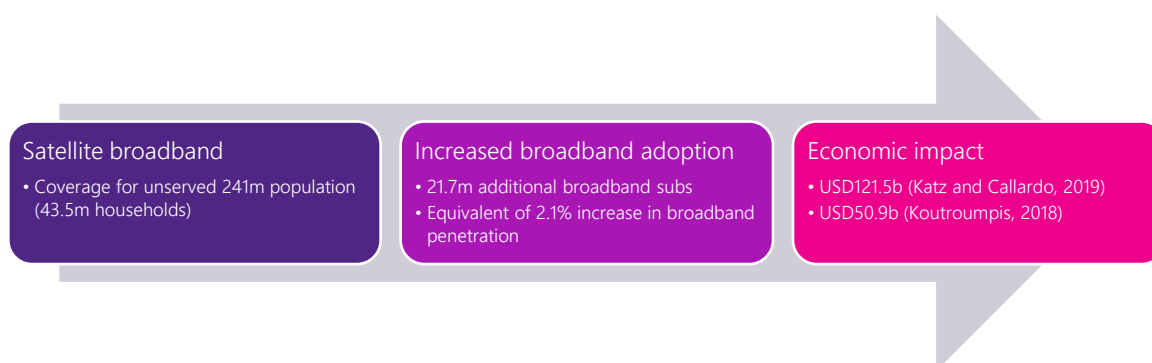 Satellite broadband
• Coverage for unserved 241m population
(43.5m households)
Increased broadband adoption
• 21.7m additional broadband subs
• Equivalent of 2.1% increase in broadband
penetration
Economic impact
• USD121.5b (Katz and Callardo, 2019)
• USD50.9b (Koutroumpis, 2018)